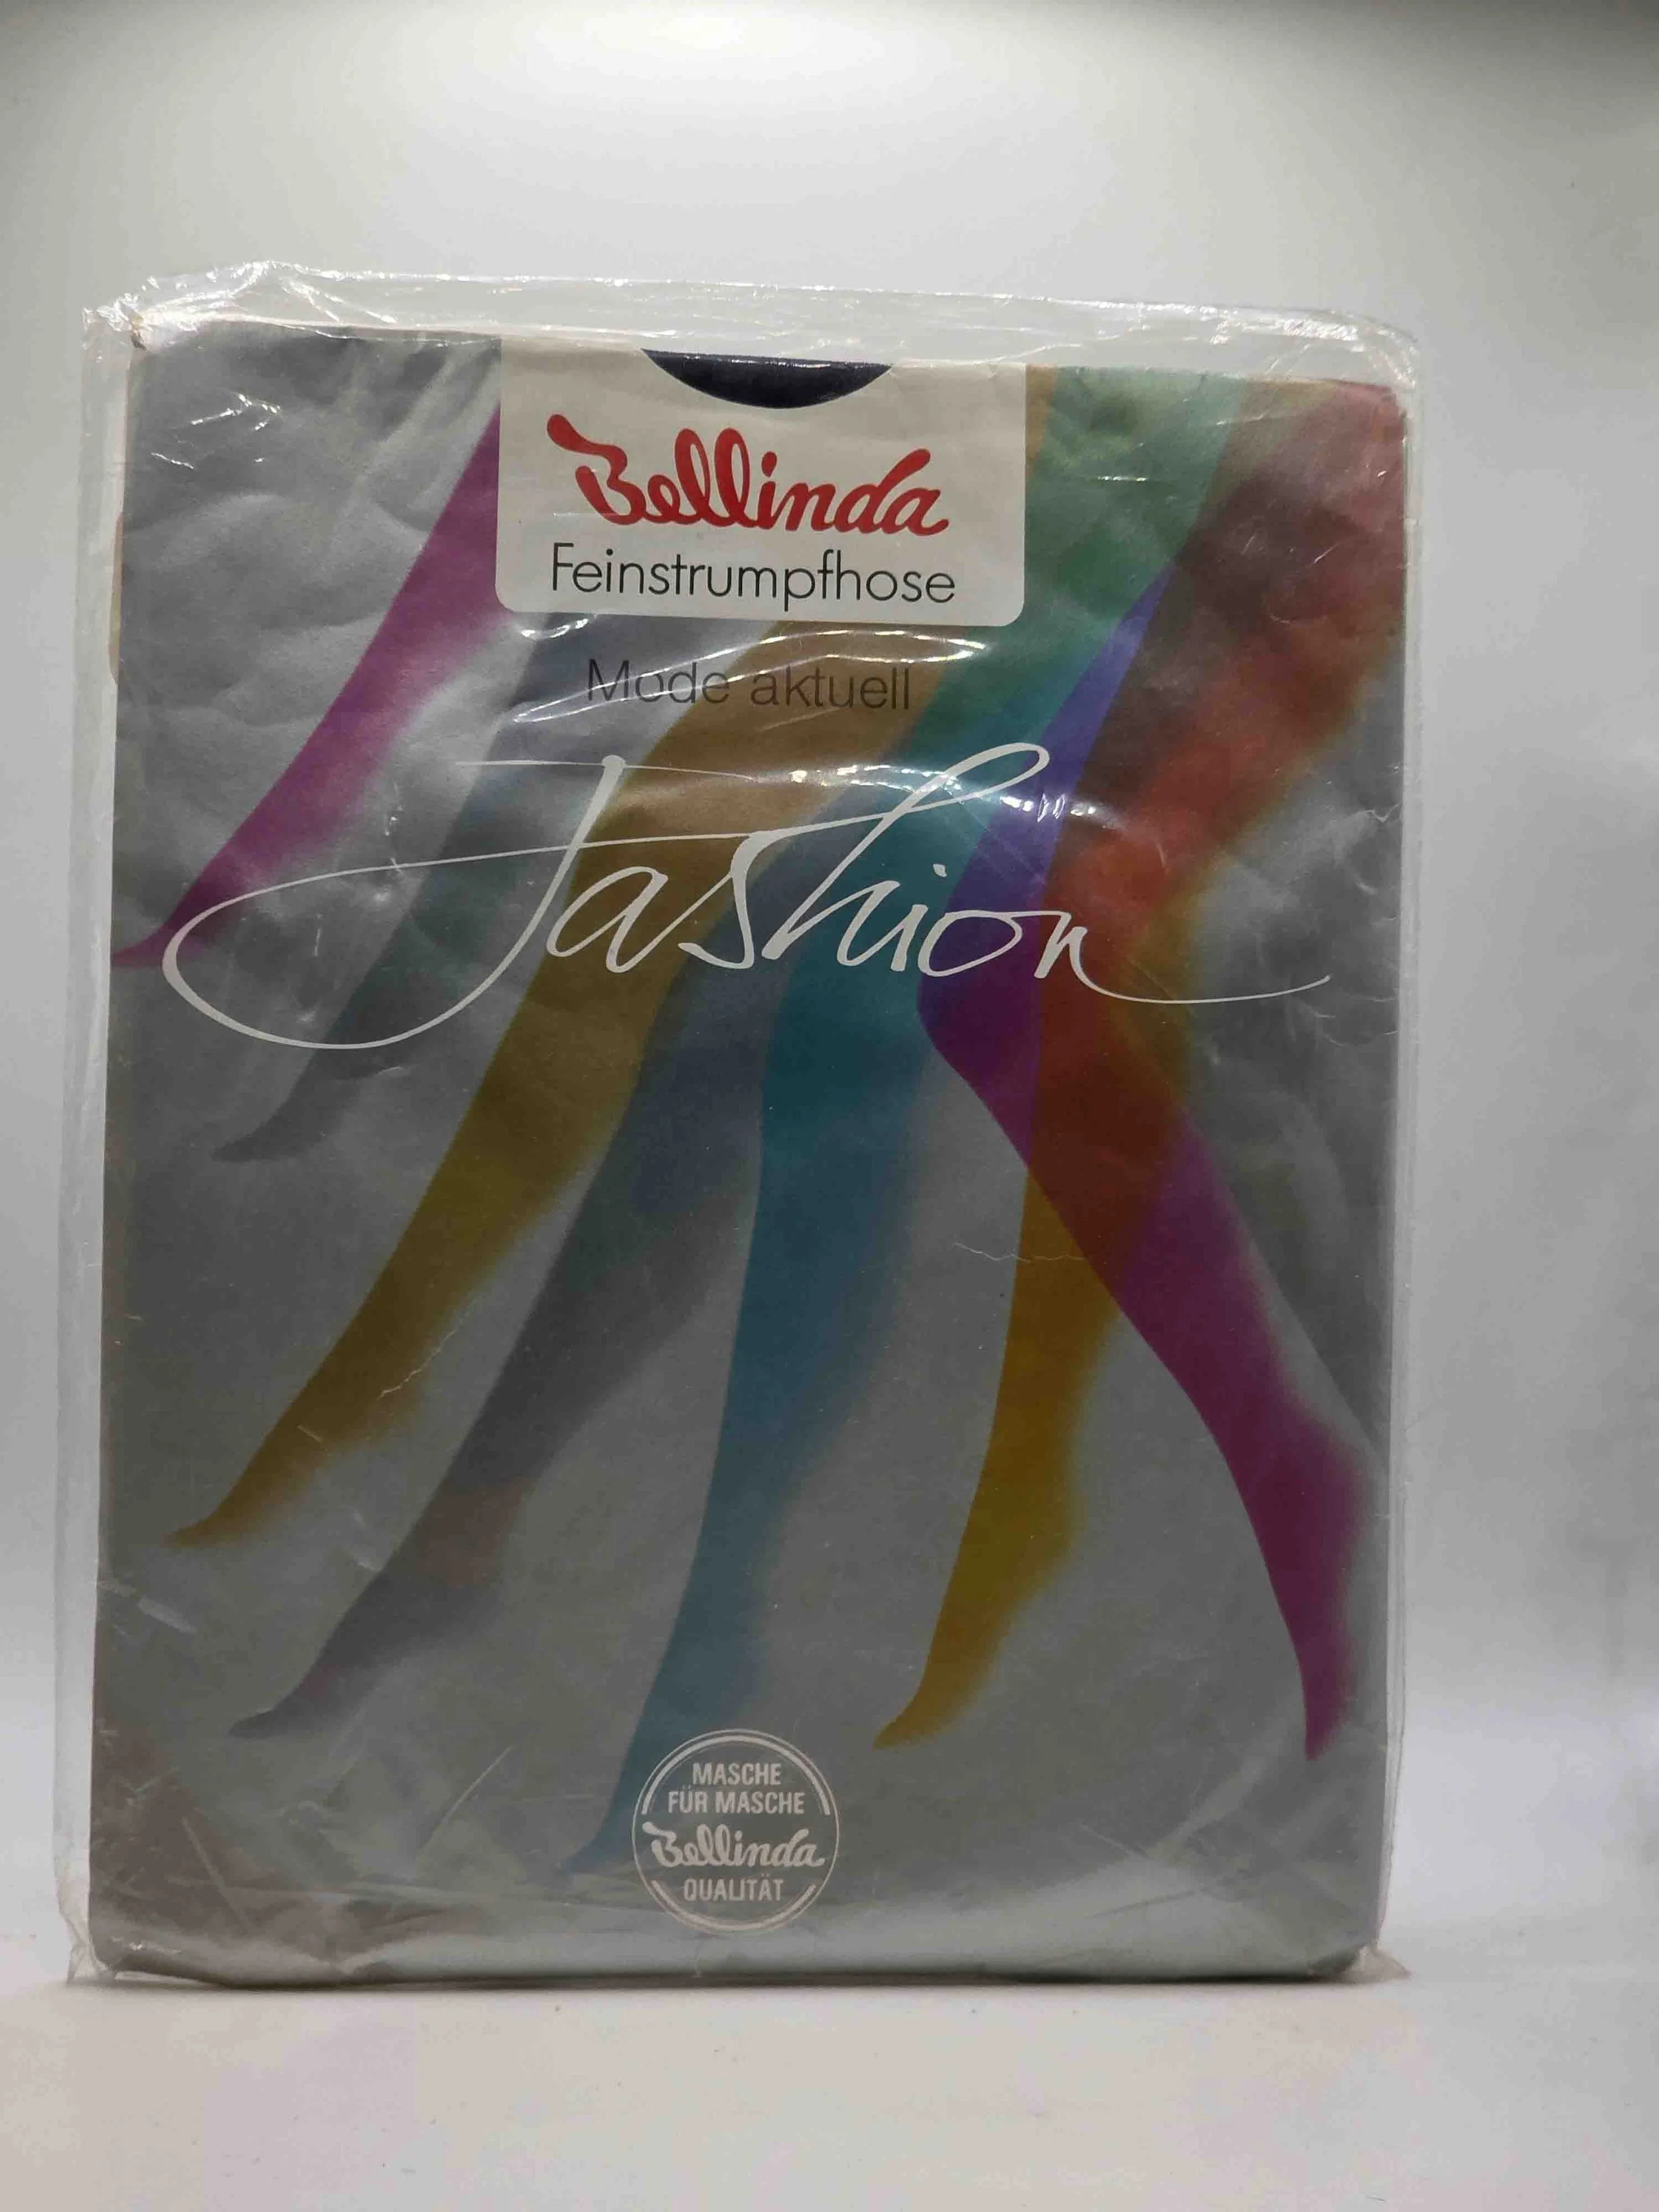 Bellinda
Feinstrumpfhose
Mode aktuell
Fashion
MASCHE
FÜR MASCHE
Bellinda
QUALITÄT